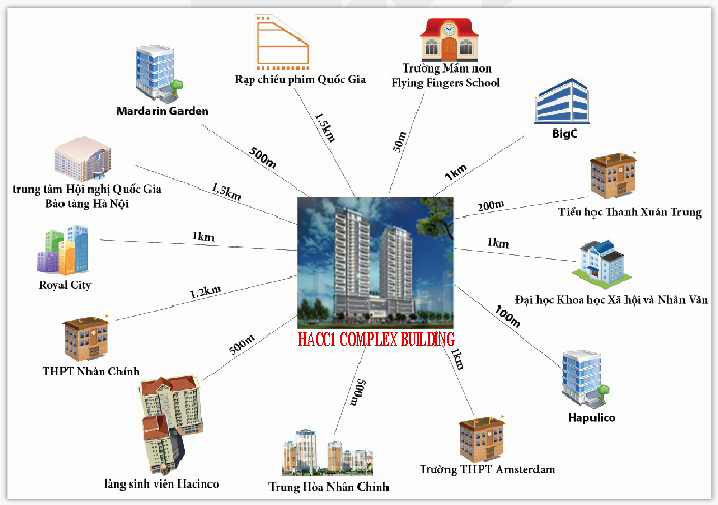 Rạp chiếu phim Quốc Gia
1.5km
Trường Mầm non
Flying Fingers School
50m
Mardarin Garden
500m
BigC
1km
trung tâm Hội nghị Quốc Gia
Bảo tàng Hà Nội
1,5km
Tiểu học Thanh Xuân Trung
200m
Royal City
1km
Đại học Khoa học Xã hội và Nhân Văn
1km
THPT Nhân Chính
1.2km
Hapulico
100m
HACC1 COMPLEX BUILDING
làng sinh viên Hacinco
500m
Trung Hòa Nhân Chính
500m
Trường THPT Amsterdam
1km